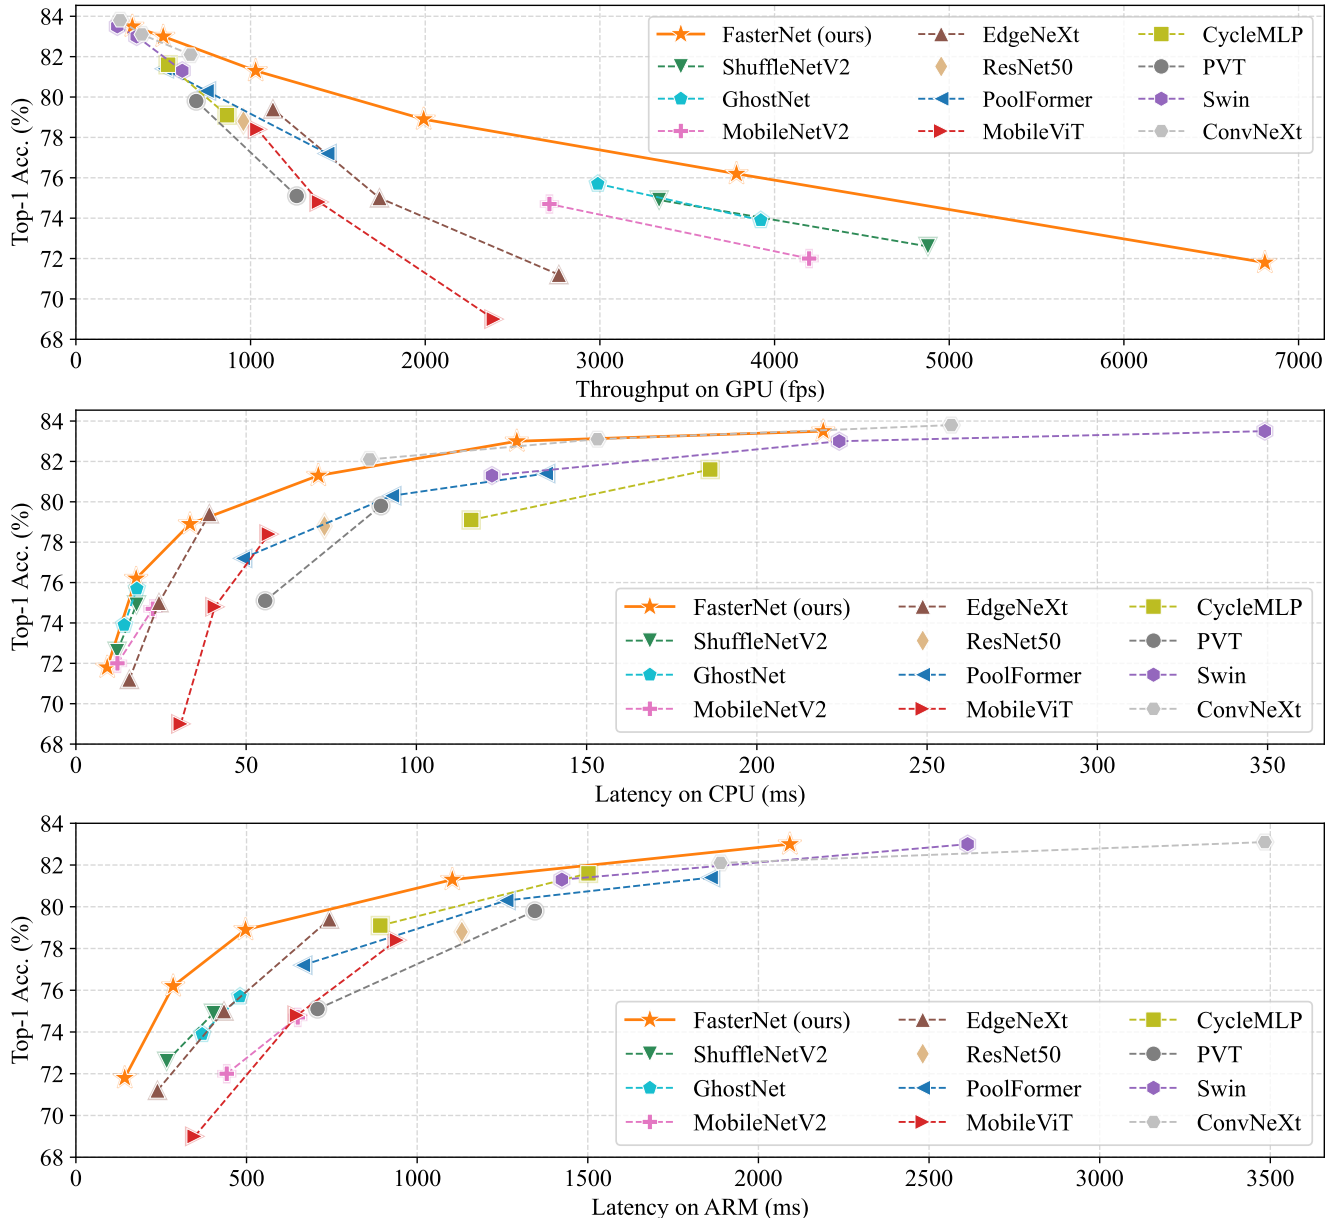 84
82
80
78
76
74
72
70
68
Top-1 Acc. (%)
FasterNet (ours) EdgeNeXt CycleMLP
ShuffleNetV2 ResNet50 PVT
GhostNet PoolFormer Swin
MobileNetV2 MobileViT ConvNeXt
0 1000 2000 3000 4000 5000 6000 7000
Throughput on GPU (fps)
84
82
80
78
76
74
72
70
68
Top-1 Acc. (%)
FasterNet (ours) EdgeNeXt CycleMLP
ShuffleNetV2 ResNet50 PVT
GhostNet PoolFormer Swin
MobileNetV2 MobileViT ConvNeXt
0 50 100 150 200 250 300 350
Latency on CPU (ms)
84
82
80
78
76
74
72
70
68
Top-1 Acc. (%)
FasterNet (ours) EdgeNeXt CycleMLP
ShuffleNetV2 ResNet50 PVT
GhostNet PoolFormer Swin
MobileNetV2 MobileViT ConvNeXt
0 500 1000 1500 2000 2500 3000 3500
Latency on ARM (ms)